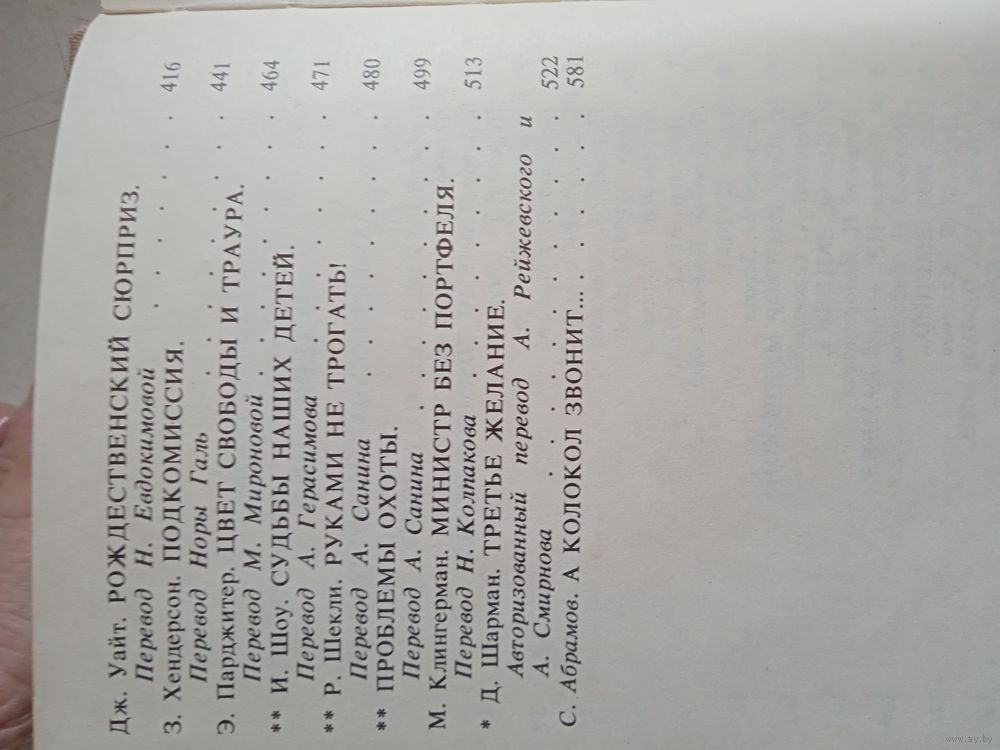 Дж. Уайт. РОЖДЕСТВЕНСКИЙ СЮРПРИЗ.
Перевод Н. Евдокимовой . . . . . 416
З. Хендерсон. ПОДКОМИССИЯ.
Перевод Норы Галь . . . . . . 441
Э. Парджитер. ЦВЕТ СВОБОДЫ И ТРАУРА.
Перевод М. Мироновой . . . . . . 464
** И. Шоу. СУДЬБЫ НАШИХ ДЕТЕЙ.
Перевод А. Герасимова . . . . . . 471
** Р. Шекли. РУКАМИ НЕ ТРОГАТЬ!
Перевод А. Санина . . . . . . 480
** ПРОБЛЕМЫ ОХОТЫ.
Перевод А. Санина . . . . . . . 499
М. Клингерман. МИНИСТР БЕЗ ПОРТФЕЛЯ.
Перевод Н. Колпакова . . . . . . 513
* Д. Шарман. ТРЕТЬЕ ЖЕЛАНИЕ.
Авторизованный перевод А. Рейжевского и
А. Смирнова . . . . . . . . 522
С. Абрамов. А КОЛОКОЛ ЗВОНИТ... . . . . . 581
www.ay.by